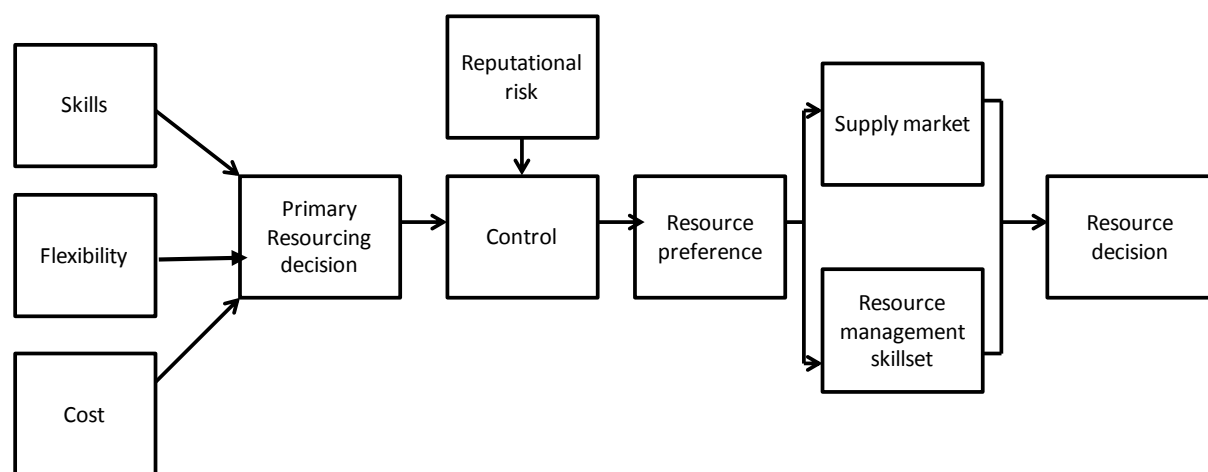 Skills
Flexibility
Cost
Primary
Resourcing
decision
Reputational
risk
Control
Resource
preference
Supply market
Resource
management
skillset
Resource
decision